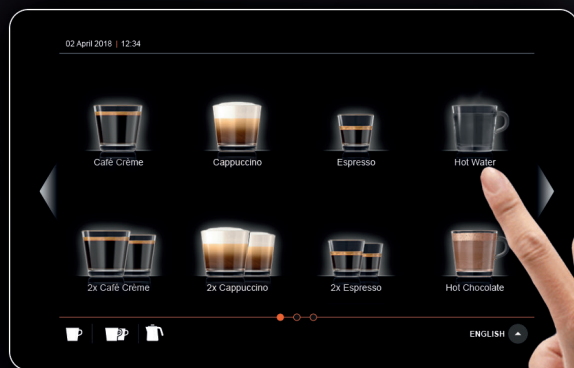 02 April 2018 | 12:34
Café Crème
Cappuccino
Espresso
Hot Water
2x Café Crème
2x Cappuccino
2x Espresso
Hot Chocolate
ENGLISH